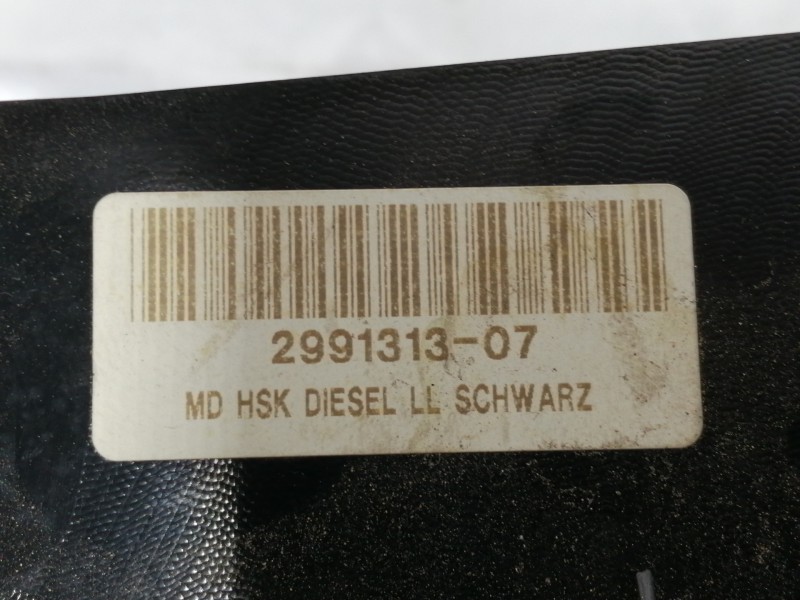 2991313-07
MD HSK DIESEL LL SCHWARZ